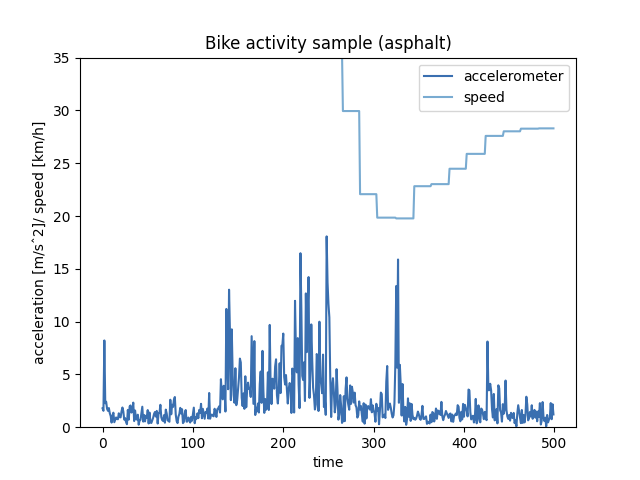 Bike activity sample (asphalt)
accelerometer
speed
35
30
25
20
15
10
5
0
acceleration [m/sˆ2]/ speed [km/h]
0 100 200 300 400 500
time